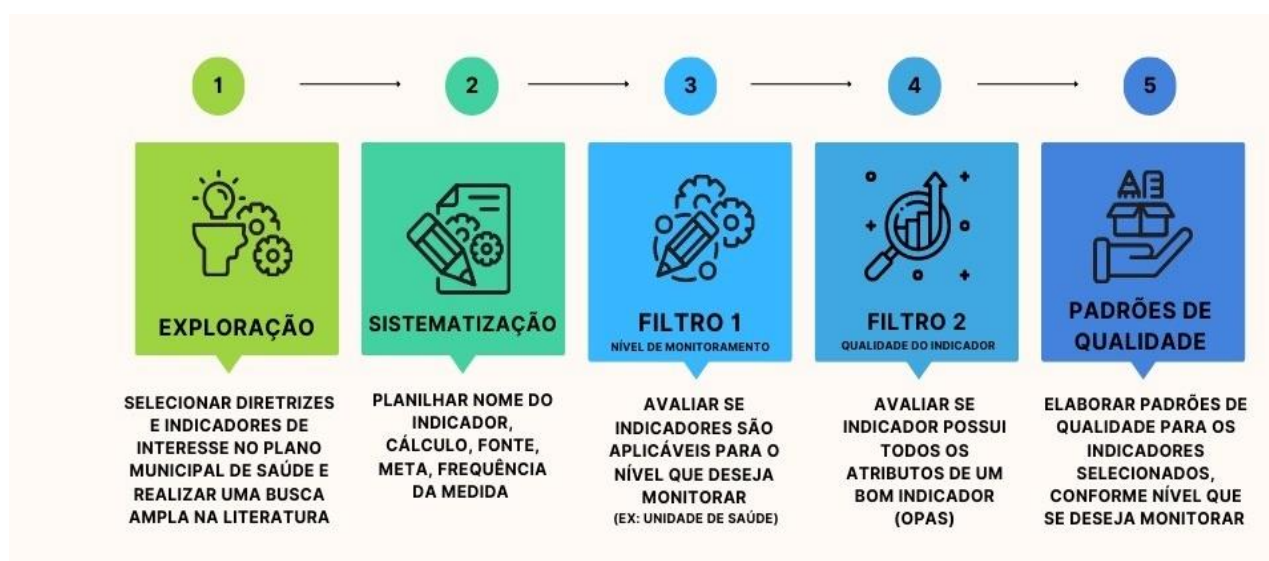 1
2
3
4
5
EXPLORAÇÃO
SELECIONAR DIRETRIZES
E INDICADORES DE
INTERESSE NO PLANO
MUNICIPAL DE SAÚDE E
REALIZAR UMA BUSCA
AMPLA NA LITERATURA
SISTEMATIZAÇÃO
PLANILHAR NOME DO
INDICADOR,
CÁLCULO, FONTE,
META, FREQUÊNCIA
DA MEDIDA
FILTRO 1
NÍVEL DE MONITORAMENTO
AVALIAR SE
INDICADORES SÃO
APLICÁVEIS PARA O
NÍVEL QUE DESEJA
MONITORAR
(EX: UNIDADE DE SAÚDE)
FILTRO 2
QUALIDADE DO INDICADOR
AVALIAR SE
INDICADOR POSSUI
TODOS OS
ATRIBUTOS DE UM
BOM INDICADOR
(OPAS)
PADRÕES DE
QUALIDADE
ELABORAR PADRÕES DE
QUALIDADE PARA OS
INDICADORES
SELECIONADOS,
CONFORME NÍVEL QUE
SE DESEJA MONITORAR